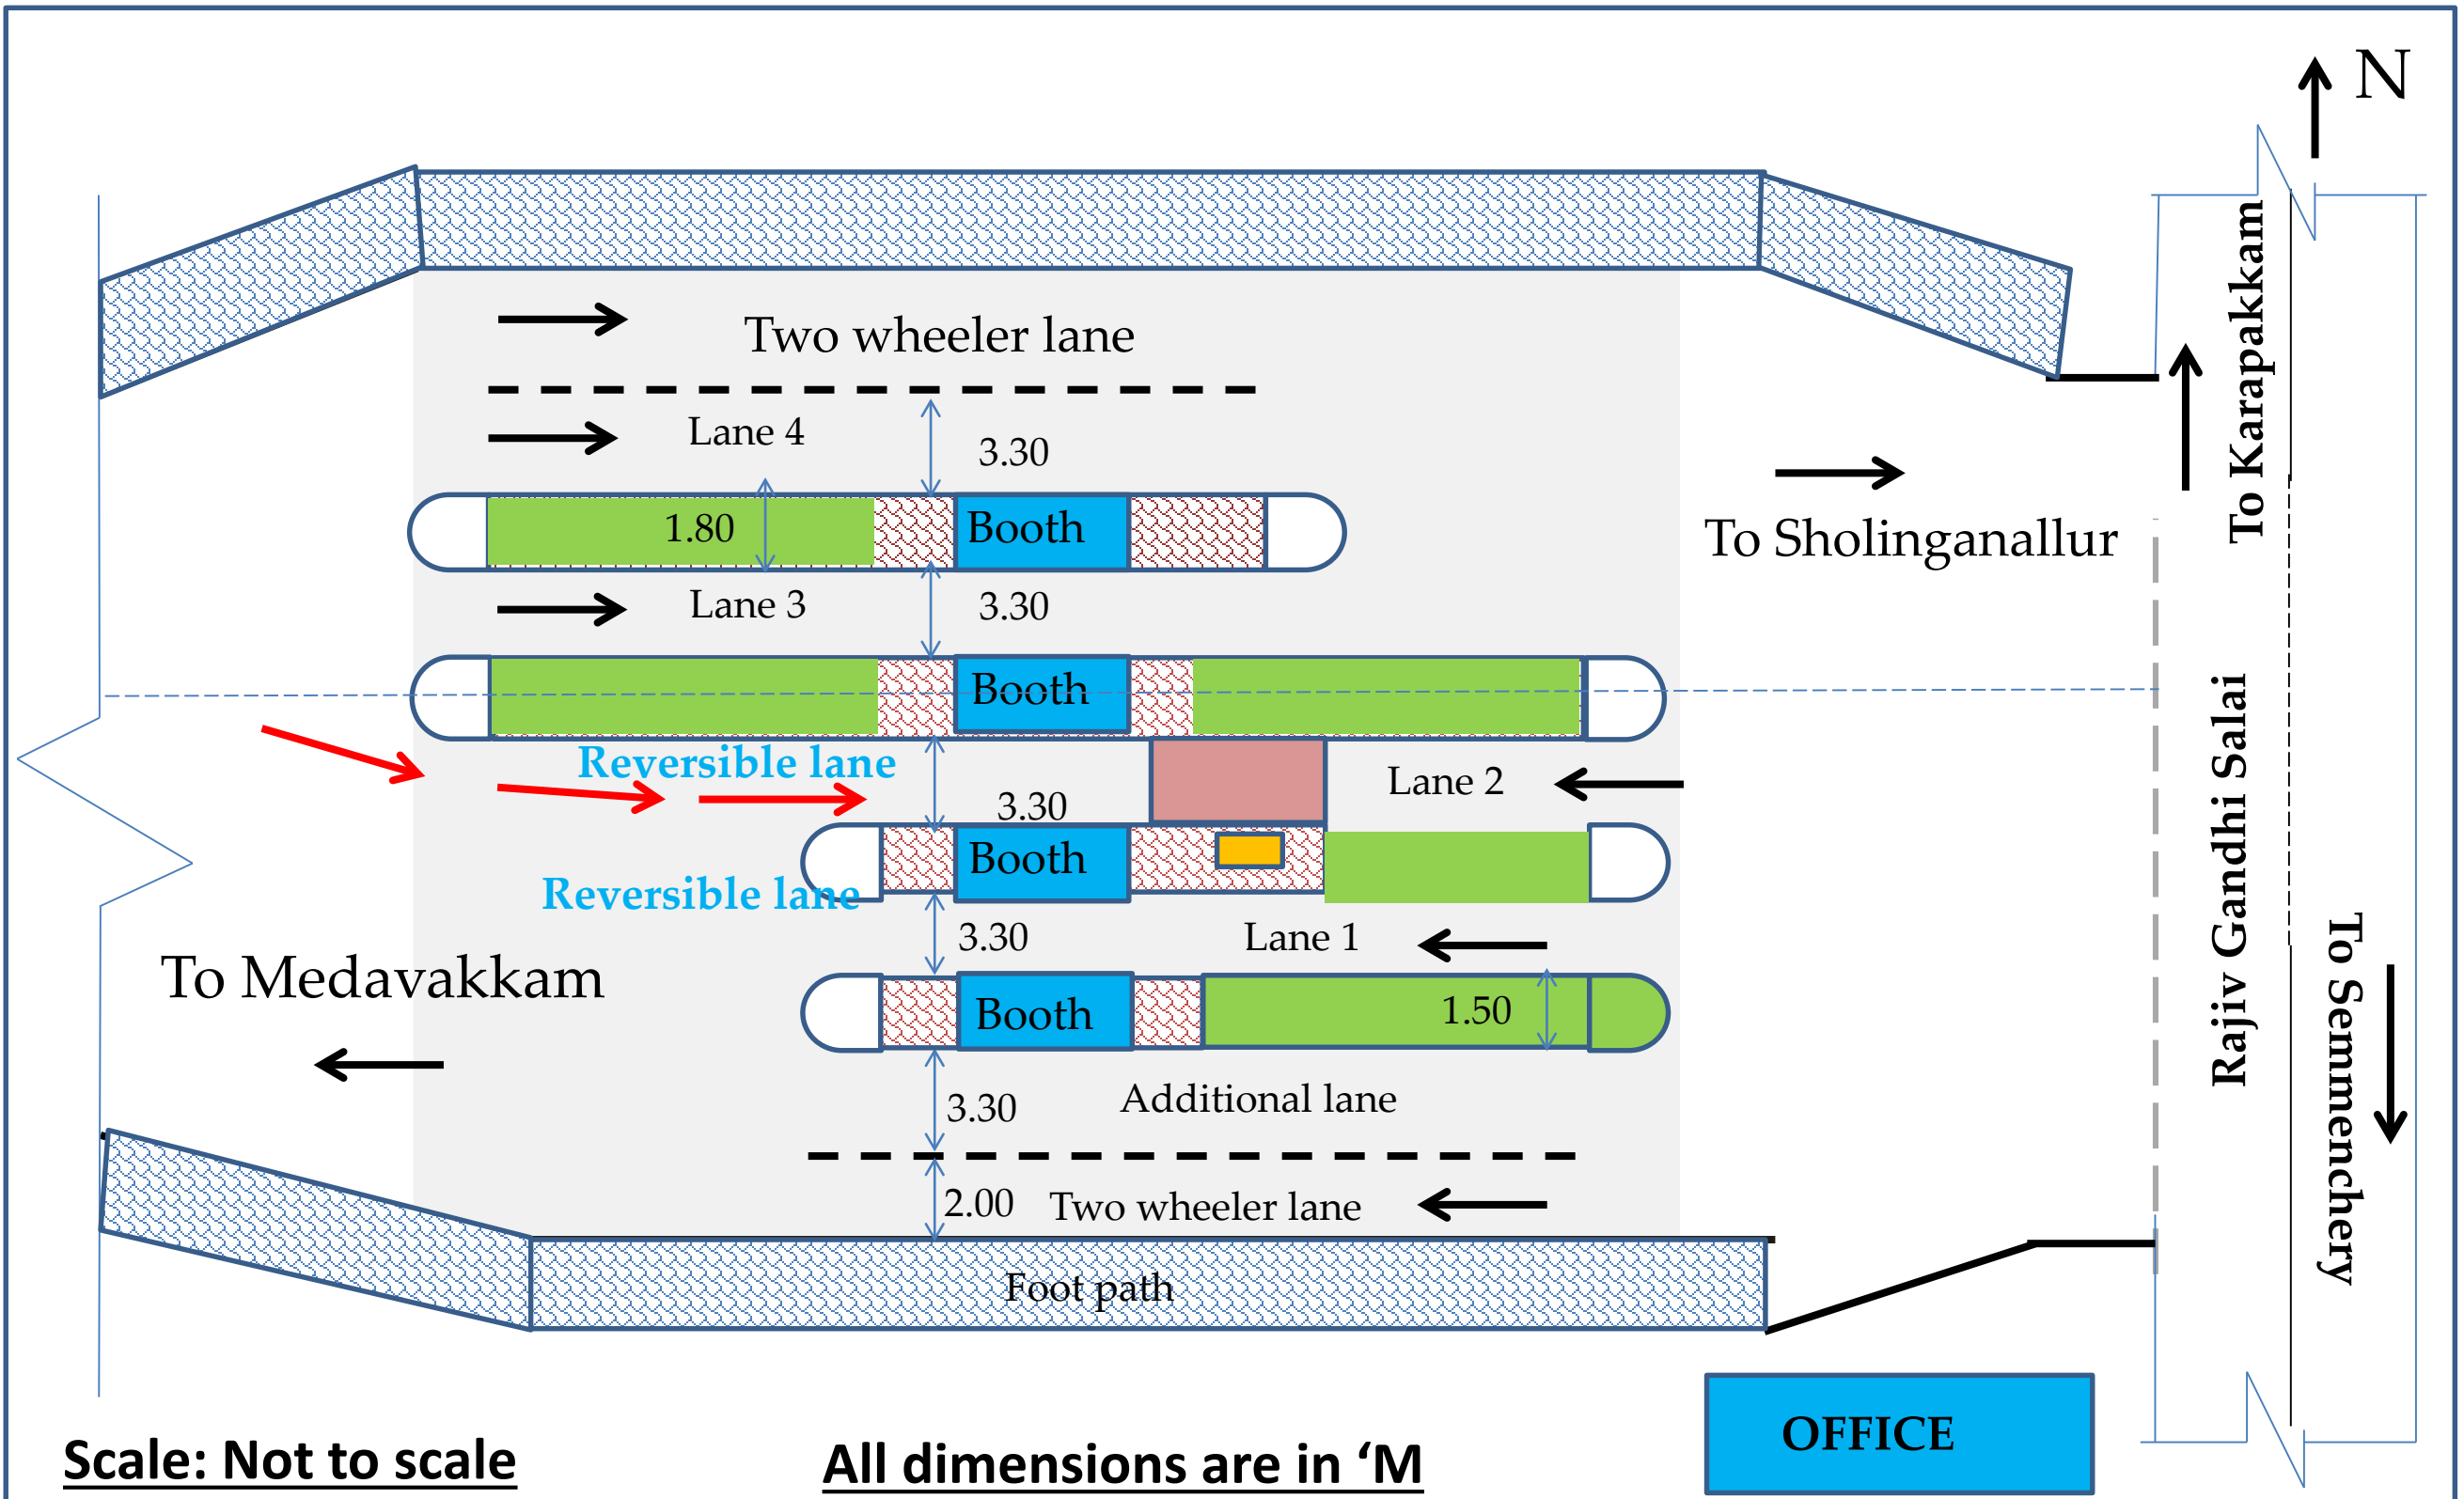 N
Two wheeler lane
Lane 4
3.30
1.80
Booth
To Sholinganallur
To Karapakkam
Lane 3
3.30
Booth
Reversible lane
3.30
Lane 2
Booth
Reversible lane
3.30
Lane 1
To Medavakkam
Booth
1.50
Rajiv Gandhi Salai
To Semmenchery
3.30
Additional lane
2.00
Two wheeler lane
Foot path
Scale: Not to scale
All dimensions are in ‘M
OFFICE